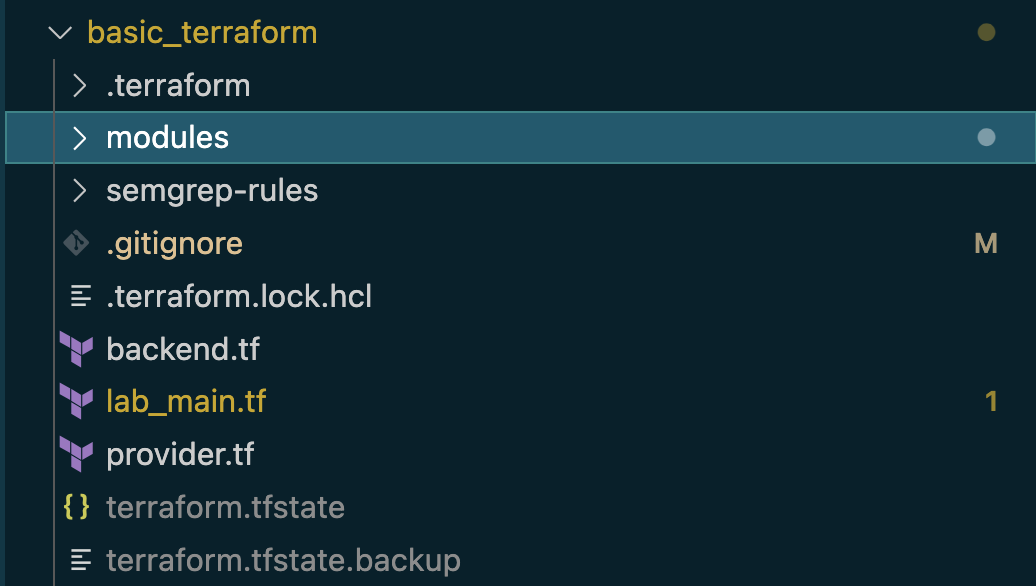 basic_terraform
.terraform
modules
semgrep-rules
.gitignore M
.terraform.lock.hcl
backend.tf
lab_main.tf 1
provider.tf
{} terraform.tfstate
terraform.tfstate.backup